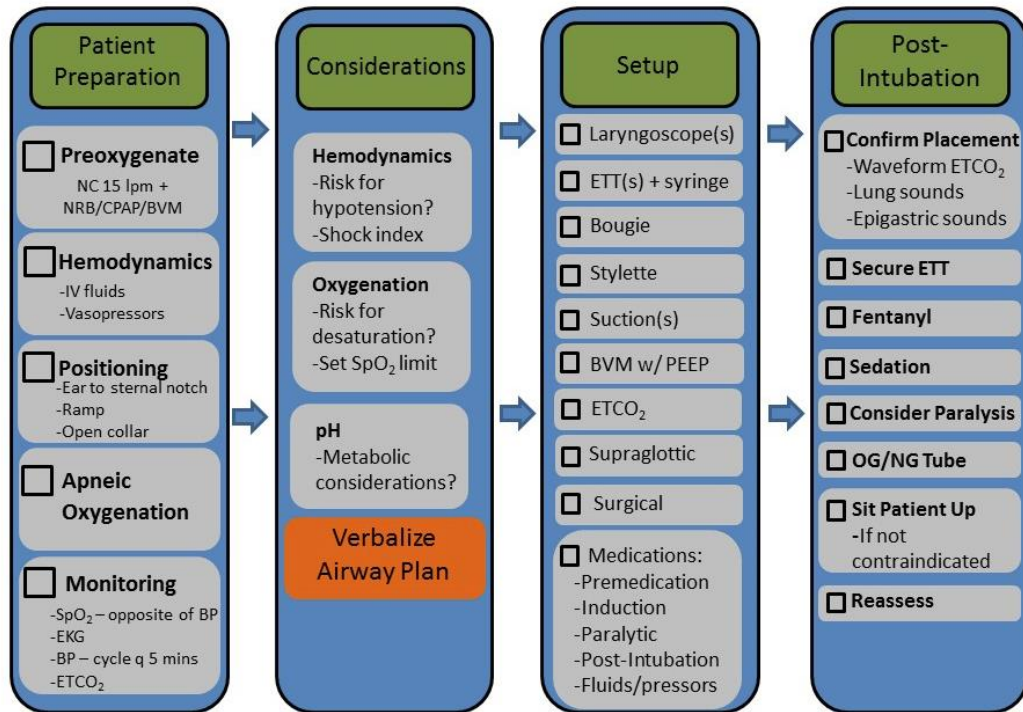 Patient
Preparation
Preoxygenate
NC 15 lpm +
NRB/CPAP/BVM
Hemodynamics
-IV fluids
-Vasopressors
Positioning
-Ear to sternal notch
-Ramp
-Open collar
Apneic
Oxygenation
Monitoring
-SpO₂ – opposite of BP
-EKG
-BP – cycle q 5 mins
-ETCO₂
Considerations
Hemodynamics
-Risk for
hypotension?
-Shock index
Oxygenation
-Risk for
desaturation?
-Set SpO₂ limit
pH
-Metabolic
considerations?
Verbalize
Airway Plan
Setup
Laryngoscope(s)
ETT(s) + syringe
Bougie
Stylette
Suction(s)
BVM w/ PEEP
ETCO₂
Supraglottic
Surgical
Medications:
-Premedication
-Induction
-Paralytic
-Post-Intubation
-Fluids/pressors
Post-
Intubation
Confirm Placement
-Waveform ETCO₂
-Lung sounds
-Epigastric sounds
Secure ETT
Fentanyl
Sedation
Consider Paralysis
OG/NG Tube
Sit Patient Up
-If not
contraindicated
Reassess